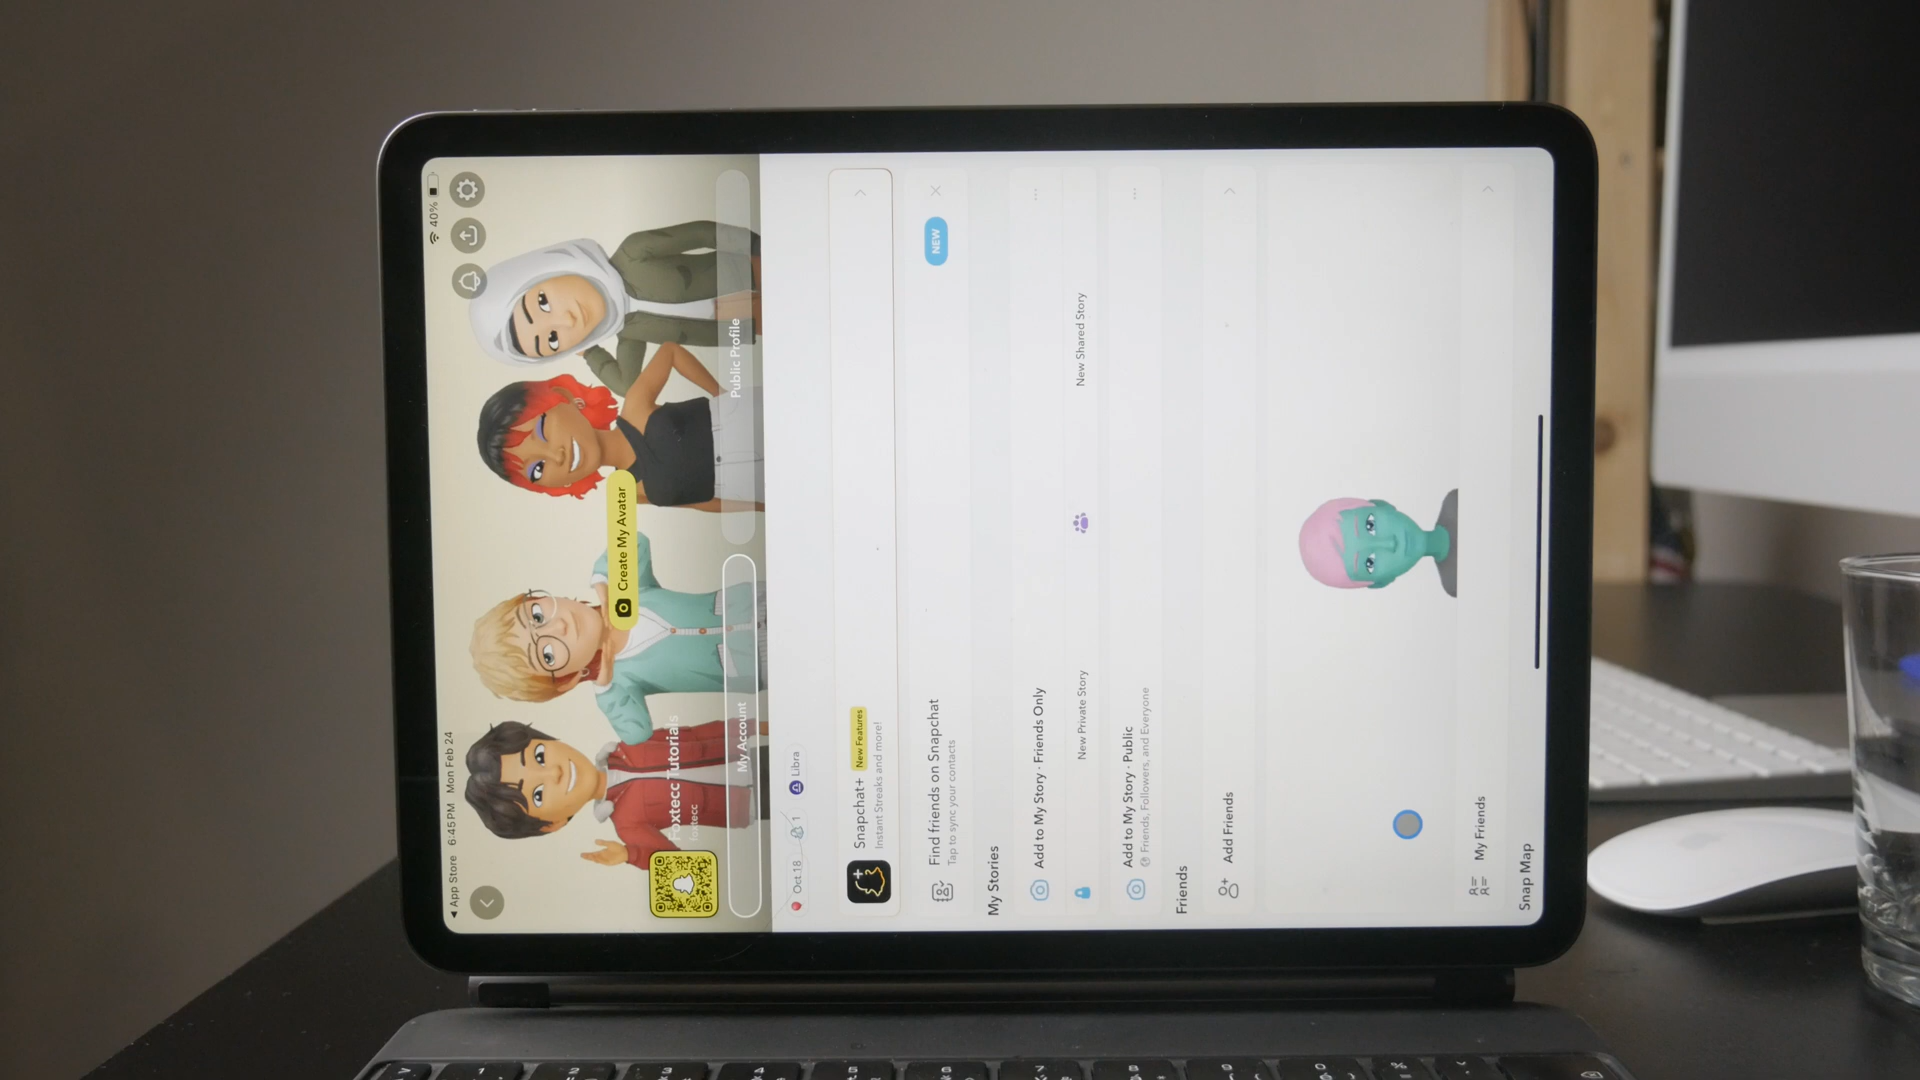 ◀ App Store 6:45 PM Mon Feb 24
40%
Create My Avatar
Foxtecc Tutorials
foxtecc
My Account
Public Profile
Oct 18
1
Libra
Snapchat+ New Features
Instant Streaks and more!
Find friends on Snapchat
Tap to sync your contacts
NEW
My Stories
Add to My Story · Friends Only
New Private Story
New Shared Story
Add to My Story · Public
Friends, Followers, and Everyone
Friends
Add Friends
My Friends
Snap Map